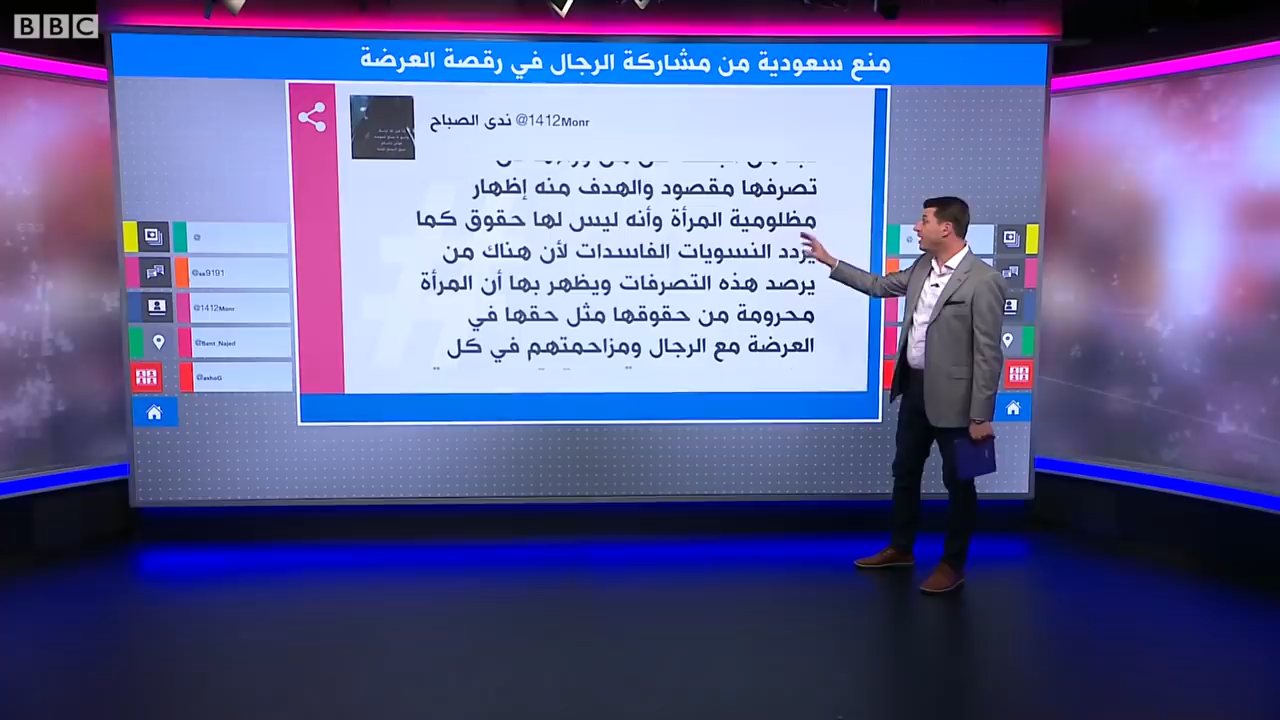 BBC
منع سعودية من مشاركة الرجال في رقصة العرضة
ندى الصباح @1412Monr
تصرفها مقصود والهدف منه إظهار
مظلومية المرأة وأنه ليس لها حقوق كما
يردد النسويات الفاسدات لأن هناك من
يرصد هذه التصرفات ويظهر بها أن المرأة
محرومة من حقوقها مثل حقها في
العرضة مع الرجال ومزاحمتهم في كل
@
@sa9191
@1412Monr
@Bent_Najed
@ashaG
@